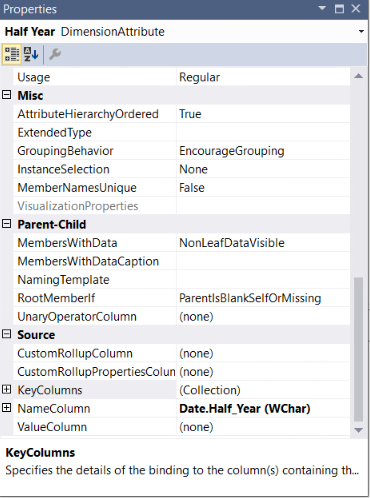 Properties
Half Year DimensionAttribute
Usage Regular
Misc
AttributeHierarchyOrdered True
ExtendedType
GroupingBehavior EncourageGrouping
InstanceSelection None
MemberNamesUnique False
VisualizationProperties
Parent-Child
MembersWithData NonLeafDataVisible
MembersWithDataCaption
NamingTemplate
RootMemberIf ParentIsBlankSelfOrMissing
UnaryOperatorColumn (none)
Source
CustomRollupColumn (none)
CustomRollupPropertiesColun (none)
KeyColumns (Collection)
NameColumn Date.Half_Year (WChar)
ValueColumn (none)
KeyColumns
Specifies the details of the binding to the column(s) containing th...